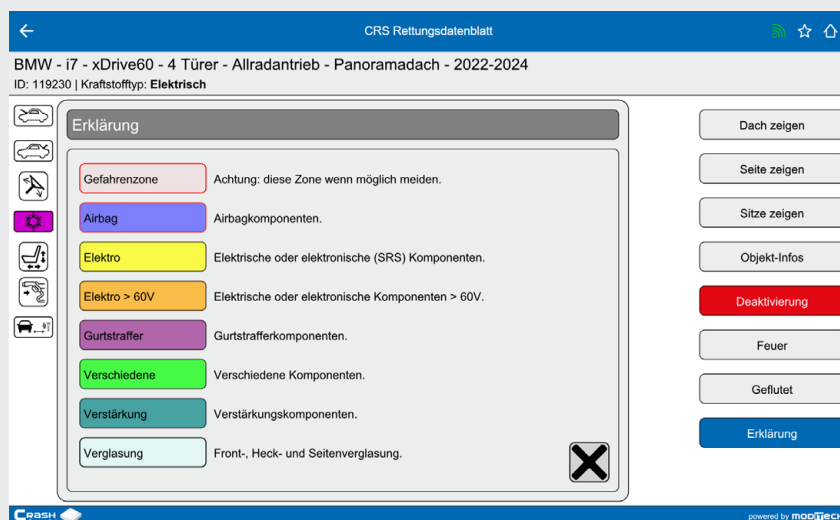 CRS Rettungsdatenblatt
BMW - i7 - xDrive60 - 4 Türer - Allradantrieb - Panoramadach - 2022-2024
ID: 119230 | Kraftstofftyp: Elektrisch
Erklärung
Gefahrenzone Achtung: diese Zone wenn möglich meiden.
Airbag Airbagkomponenten.
Elektro Elektrische oder elektronische (SRS) Komponenten.
Elektro > 60V Elektrische oder elektronische Komponenten > 60V.
Gurtstraffer Gurtstrafferkomponenten.
Verschiedene Verschiedene Komponenten.
Verstärkung Verstärkungskomponenten.
Verglasung Front-, Heck- und Seitenverglasung.
Dach zeigen
Seite zeigen
Sitze zeigen
Objekt-Infos
Deaktivierung
Feuer
Geflutet
Erklärung
CRASH
powered by MODITECH